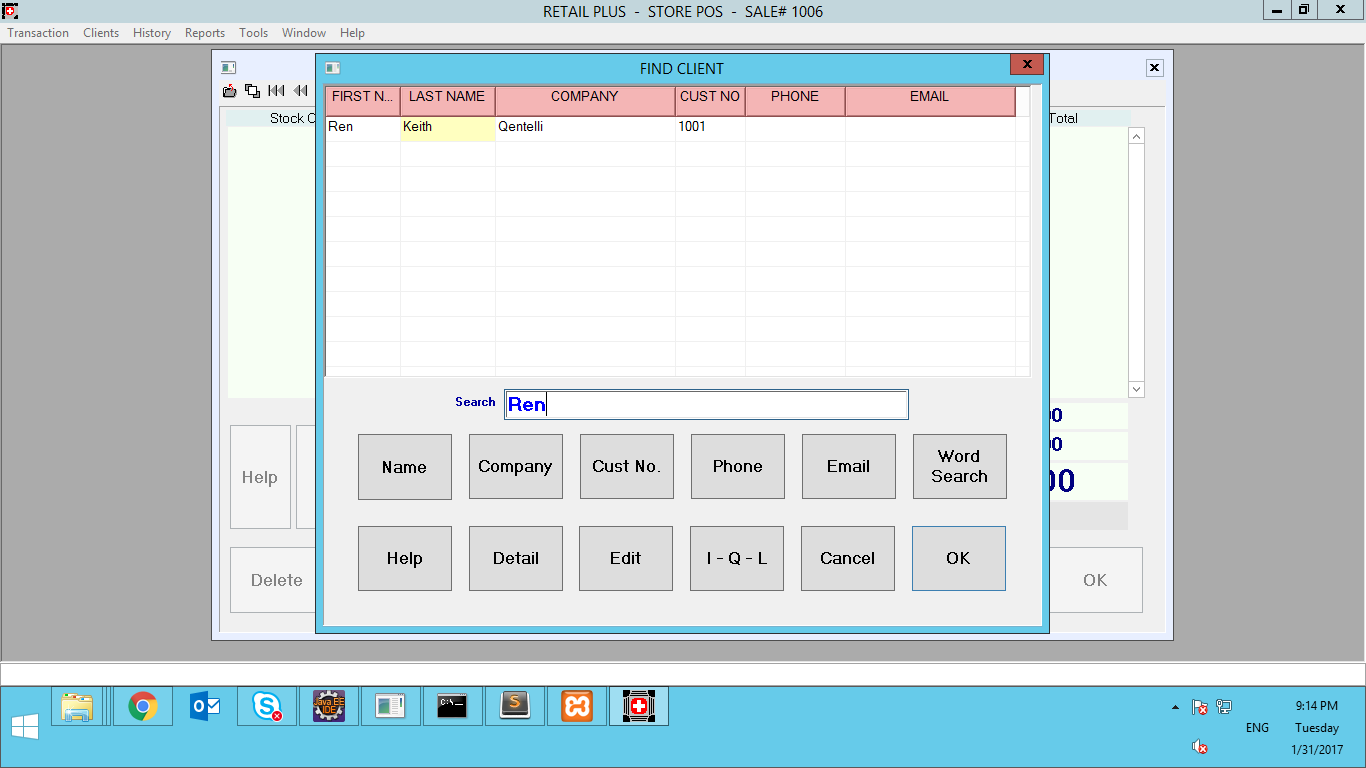 RETAIL PLUS - STORE POS - SALE# 1006
Transaction Clients History Reports Tools Window Help
FIND CLIENT
Stock C
Total
FIRST N... LAST NAME COMPANY CUST NO PHONE EMAIL
Ren Keith Qentelli 1001
Search Ren
00
00
00
Help
Name Company Cust No. Phone Email Word
Search
Help Detail Edit I - Q - L Cancel OK
Delete
OK
Java EE
IDE
C:\
S
9:14 PM
ENG Tuesday
1/31/2017